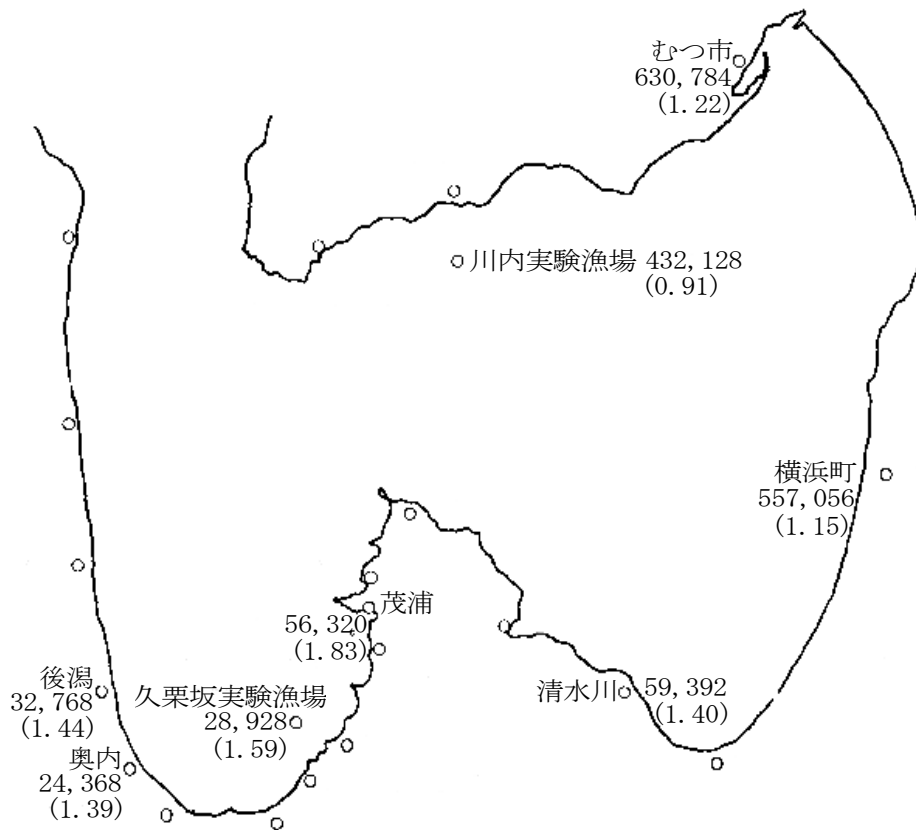 むつ市
630,784
(1.22)
川内実験漁場 432,128
(0.91)
横浜町
557,056
(1.15)
茂浦
56,320
(1.83)
後潟
32,768
(1.44)
久栗坂実験漁場
28,928
(1.59)
清水川 59,392
(1.40)
奥内
24,368
(1.39)